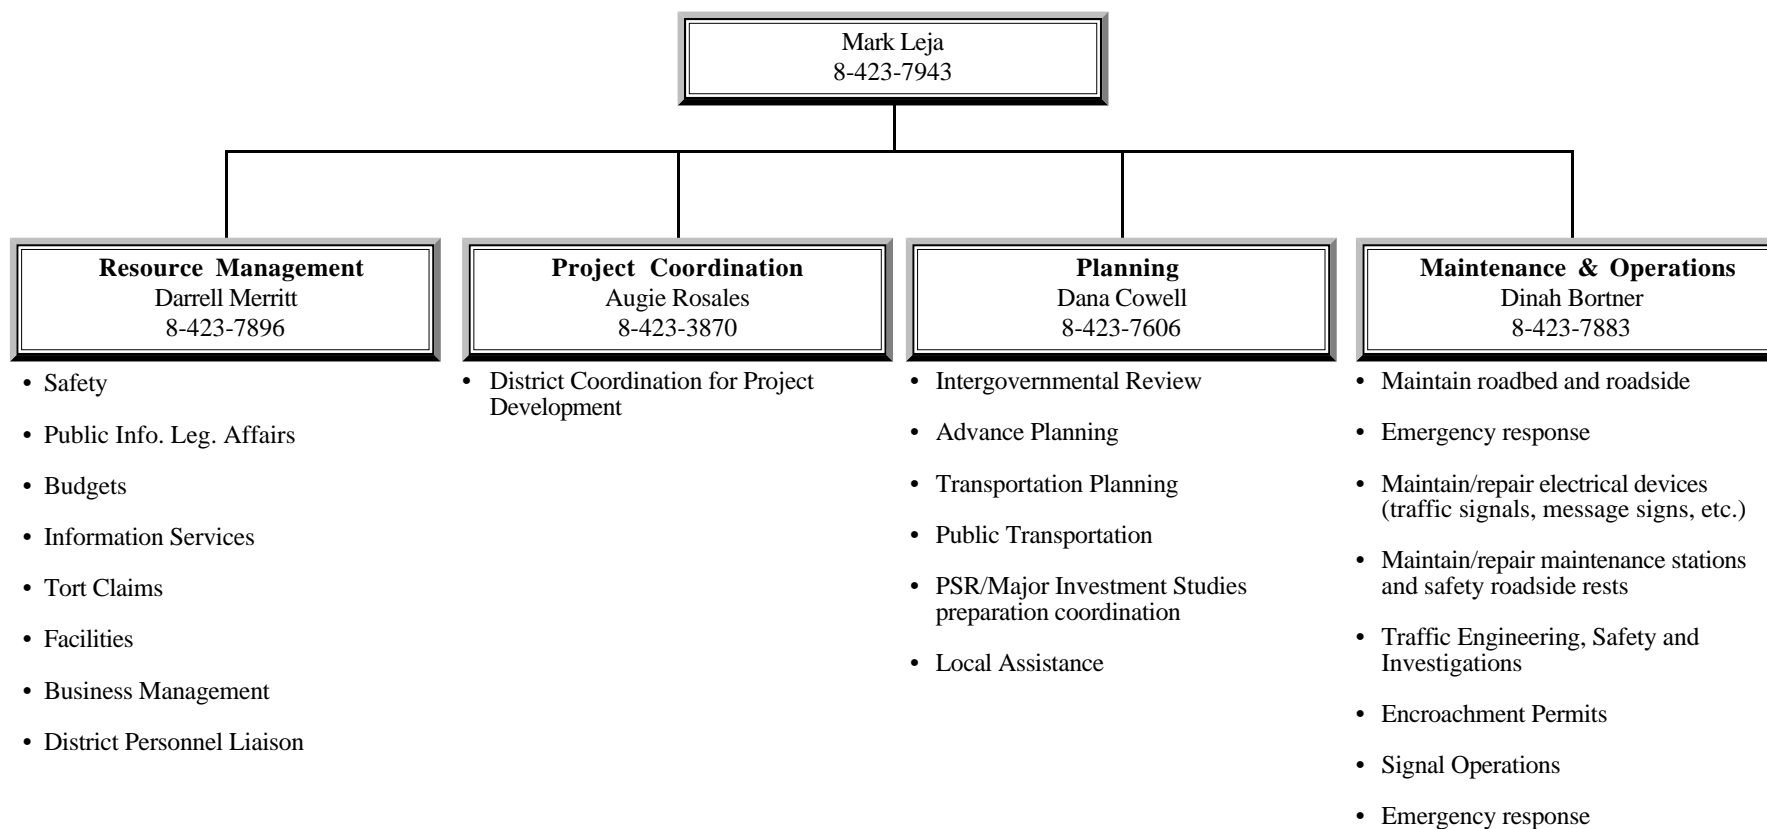 Mark Leja
8-423-7943
Resource Management
Darrell Merritt
8-423-7896
• Safety
• Public Info. Leg. Affairs
• Budgets
• Information Services
• Tort Claims
• Facilities
• Business Management
• District Personnel Liaison
Project Coordination
Augie Rosales
8-423-3870
• District Coordination for Project
Development
Planning
Dana Cowell
8-423-7606
• Intergovernmental Review
• Advance Planning
• Transportation Planning
• Public Transportation
• PSR/Major Investment Studies
preparation coordination
• Local Assistance
Maintenance & Operations
Dinah Bortner
8-423-7883
• Maintain roadbed and roadside
• Emergency response
• Maintain/repair electrical devices
(traffic signals, message signs, etc.)
• Maintain/repair maintenance stations
and safety roadside rests
• Traffic Engineering, Safety and
Investigations
• Encroachment Permits
• Signal Operations
• Emergency response